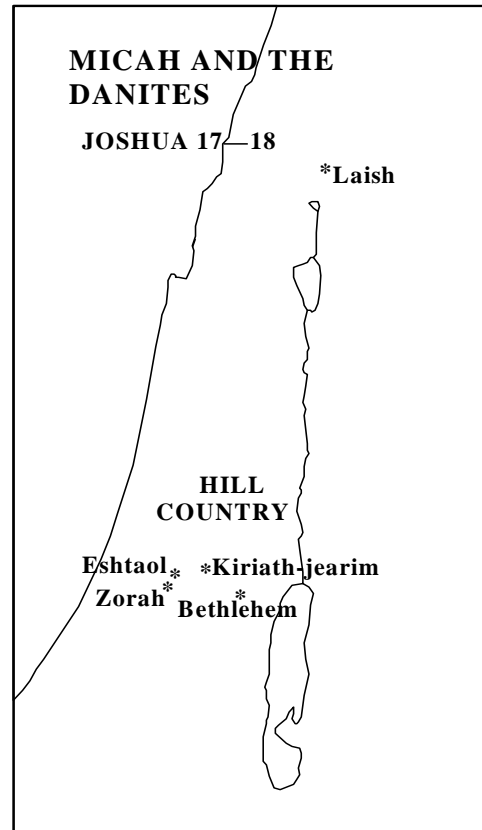 MICAH AND THE
DANITES
JOSHUA 17—18
*Laish
HILL
COUNTRY
Eshtaol* *Kiriath-jearim
Zorah*
Bethlehem*